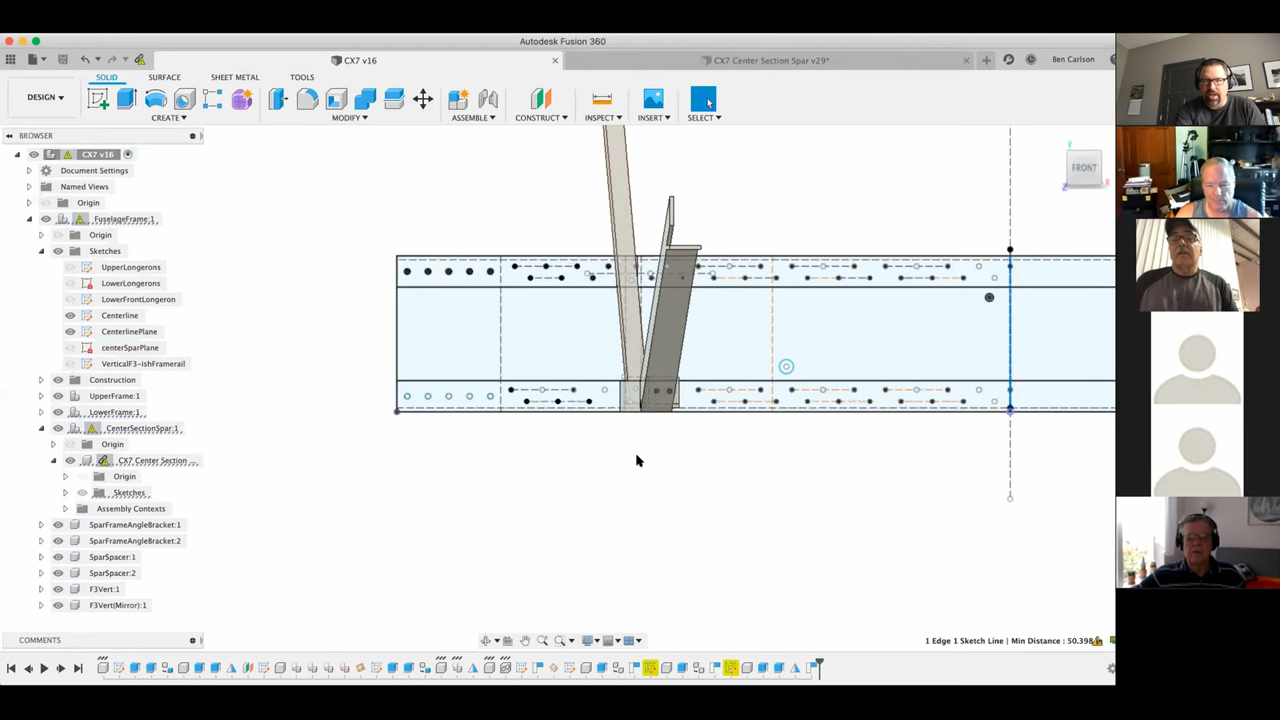 Autodesk Fusion 360
CX7 v16
CX7 Center Section Spar v29*
Ben Carlson
SOLID
SURFACE
SHEET METAL
TOOLS
DESIGN
CREATE
MODIFY
ASSEMBLE
CONSTRUCT
INSPECT
INSERT
SELECT
BROWSER
CX7 v16
Document Settings
Named Views
Origin
FuselageFrame:1
Origin
Sketches
UpperLongerons
LowerLongerons
LowerFrontLongeron
Centerline
CenterlinePlane
centerSparPlane
VerticalF3-ishFramerail
Construction
UpperFrame:1
LowerFrame:1
CenterSectionSpar:1
Origin
CX7 Center Section ...
Origin
Sketches
Assembly Contexts
SparFrameAngleBracket:1
SparFrameAngleBracket:2
SparSpacer:1
SparSpacer:2
F3Vert:1
F3Vert(Mirror):1
FRONT
COMMENTS
1 Edge 1 Sketch Line | Min Distance : 50.398